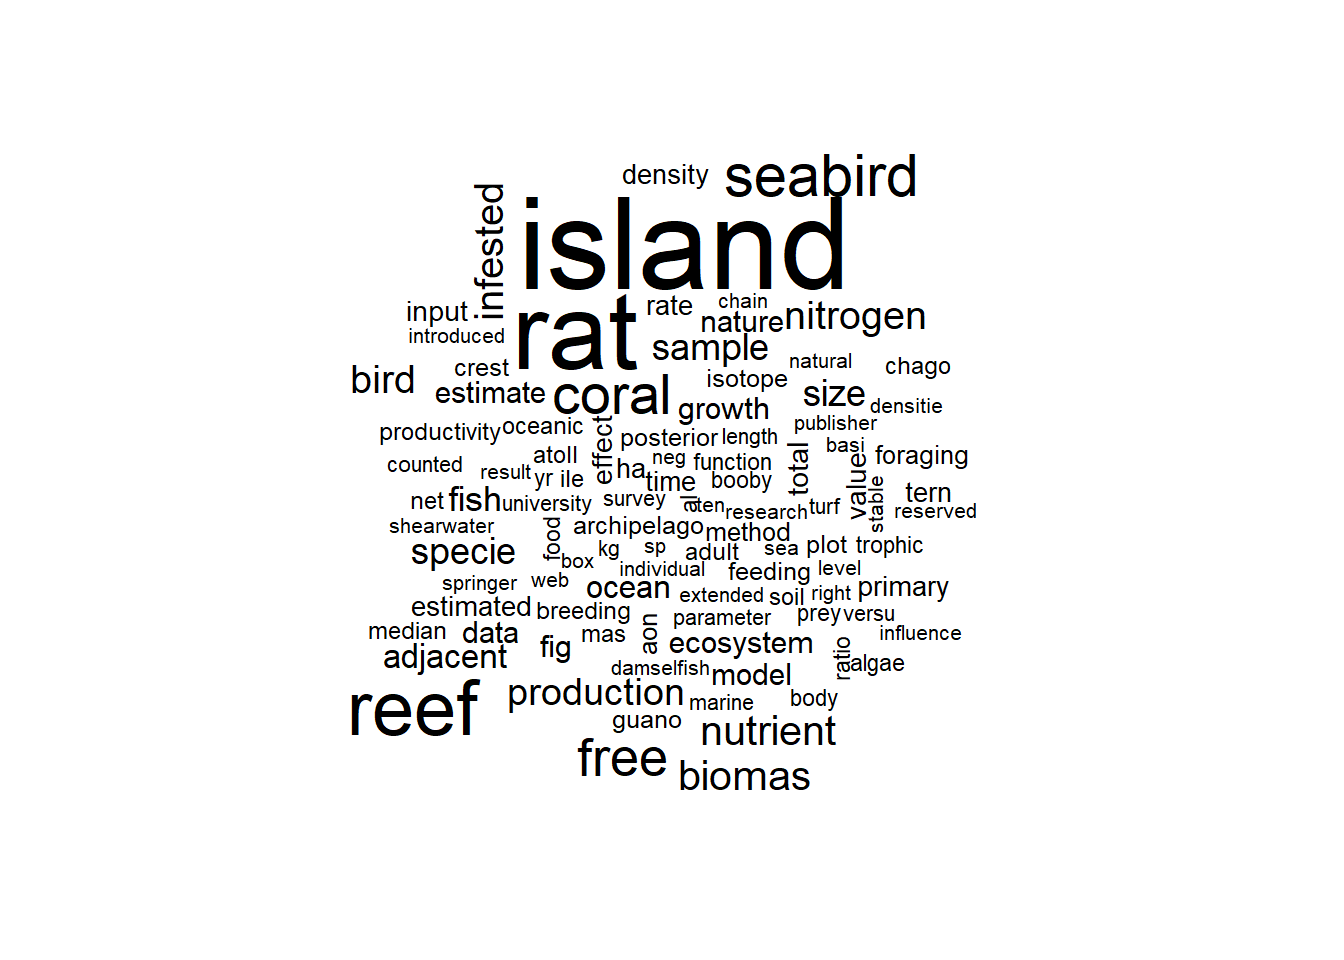 density seabird
infested island
input rat rate chain nature nitrogen
introduced sample natural
bird crest estimate coral isotope growth size chago densitie
productivity oceanic effect posterior length publisher basi
counted result atoll yr ile ha neg function total value foraging
time booby
net fish university survey al ten research turf stable tern reserved
shearwater food archipelago method
specie box kg sp adult sea plot trophic
springer web individual feeding level
ocean extended soil right primary
estimated breeding parameter prey versu
median data fig mas aon ecosystem ratio influence
adjacent damselfish model algae
reef production marine body
guano nutrient
free biomas